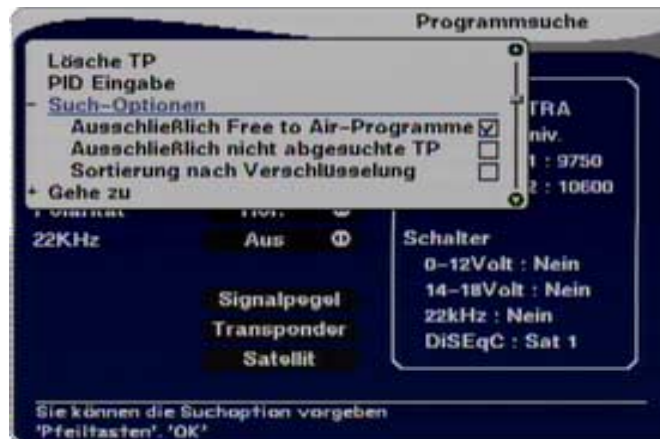 Programmsuche
Lösche TP
PID Eingabe
- Such-Optionen
Ausschließlich Free to Air-Programme
Ausschließlich nicht abgesuchte TP
Sortierung nach Verschlüsselung
+ Gehe zu
TRA
niv.
1 : 9750
2 : 10600
Polarität Hor.
22KHz Aus
Signalpegel
Transponder
Satellit
Schalter
0-12Volt : Nein
14-18Volt : Nein
22kHz : Nein
DiSEqC : Sat 1
Sie können die Suchoption vorgeben
'Pfeiltasten', 'OK'